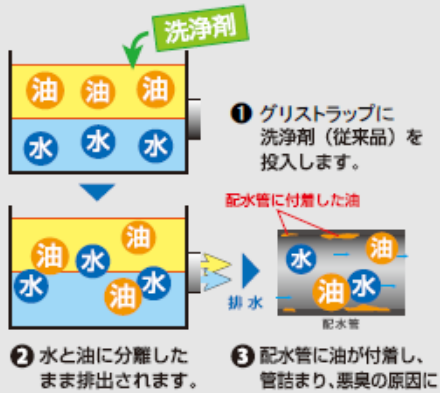 洗浄剤
油 油 油
水 水 水
❶ グリストラップに
洗浄剤（従来品）を
投入します。
配水管に付着した油
油 油
水 水
油 水
水 油
油 水
排水
配水管
❷ 水と油に分離した
まま排出されます。
❸ 配水管に油が付着し、
管詰まり、悪臭の原因に